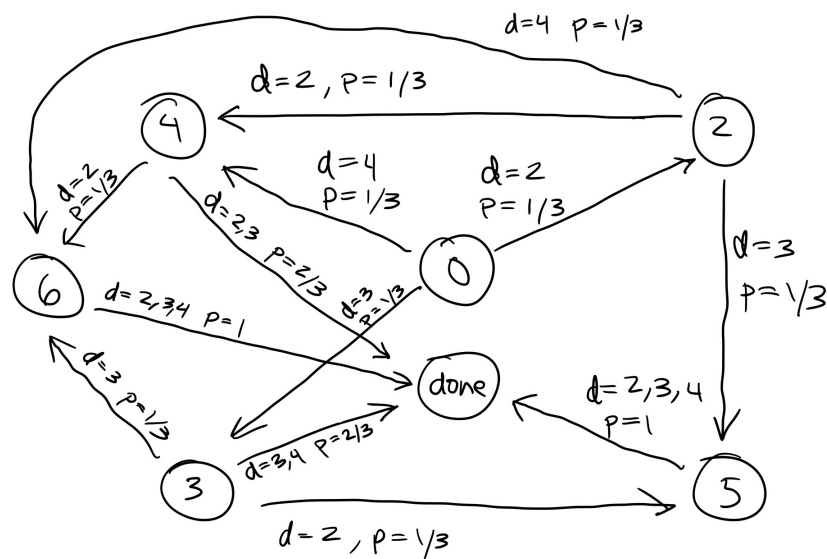 d=4 p=1/3
d=2, p=1/3
4
2
d=4
p=1/3
d=2
p=1/3
d=2
p=1/3
d=2,3 p=2/3
0
d=3
p=1/3
d=3
p=1/3
6
d=2,3,4 p=1
done
d=2,3,4
p=1
d=3 p=1/3
d=3,4 p=2/3
3
5
d=2, p=1/3